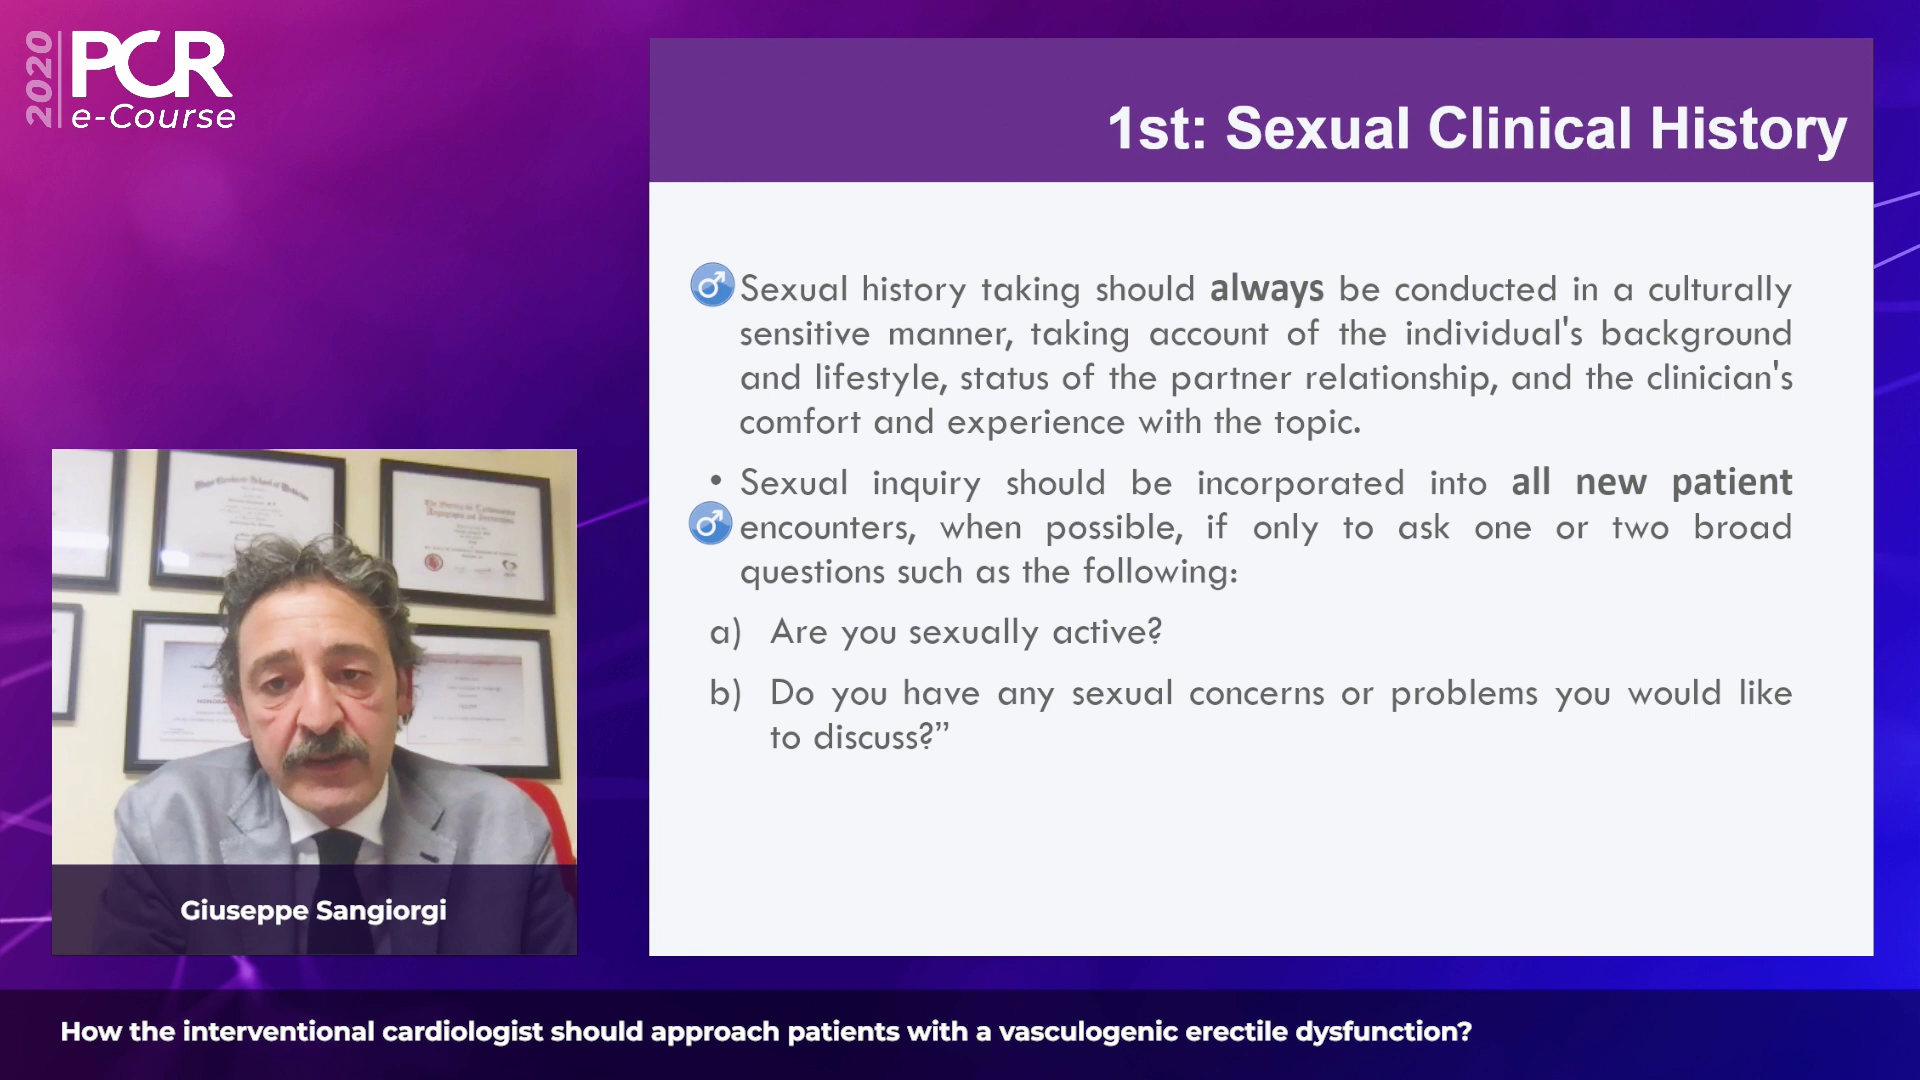 2020
PCR
e-Course
1st: Sexual Clinical History
Sexual history taking should always be conducted in a culturally
sensitive manner, taking account of the individual's background
and lifestyle, status of the partner relationship, and the clinician's
comfort and experience with the topic.
• Sexual inquiry should be incorporated into all new patient
encounters, when possible, if only to ask one or two broad
questions such as the following:
a) Are you sexually active?
b) Do you have any sexual concerns or problems you would like
to discuss?”
Giuseppe Sangiorgi
How the interventional cardiologist should approach patients with a vasculogenic erectile dysfunction?